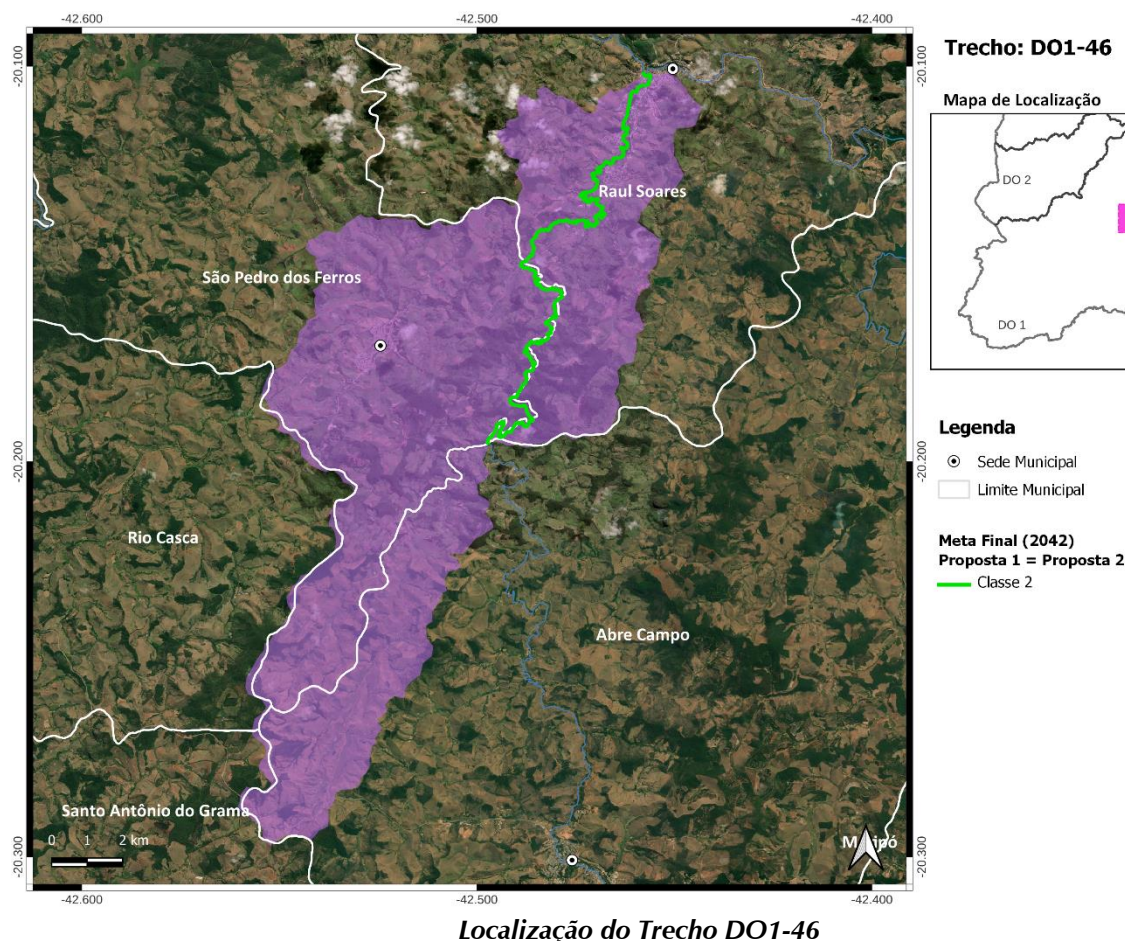 -42.600
-42.500
-42.400
-20.100
-20.100
Trecho: DO1-46
Mapa de Localização
DO 2
DO 1
Raul Soares
São Pedro dos Ferros
-20.200
-20.200
Legenda
Sede Municipal
Limite Municipal
Rio Casca
Meta Final (2042)
Proposta 1 = Proposta 2
Classe 2
Abre Campo
Santo Antônio do Grama
0 1 2 km
-20.300
-20.300
-42.600
-42.500
-42.400
Localização do Trecho DO1-46